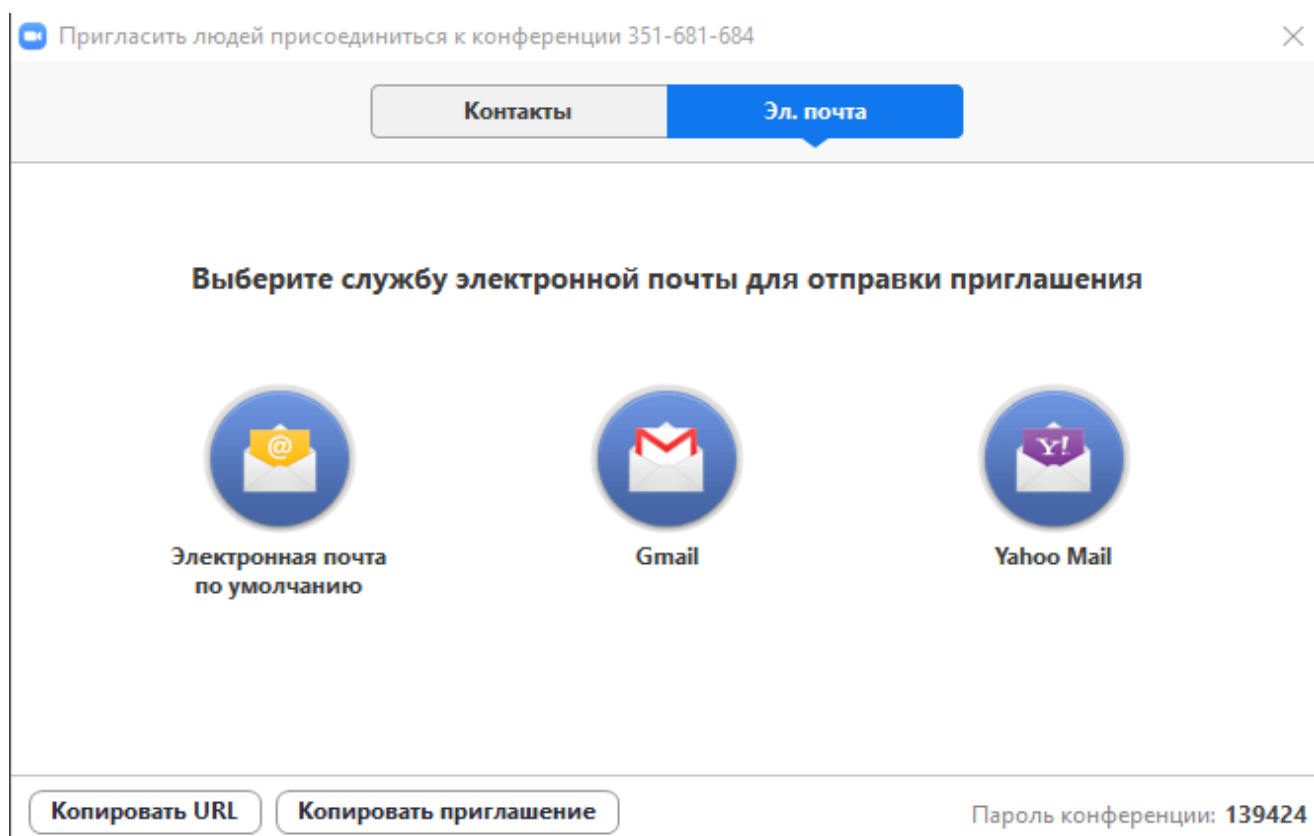 Пригласить людей присоединиться к конференции 351-681-684
Контакты
Эл. почта
Выберите службу электронной почты для отправки приглашения
@
Y!
Электронная почта
по умолчанию
Gmail
Yahoo Mail
Копировать URL
Копировать приглашение
Пароль конференции: 139424